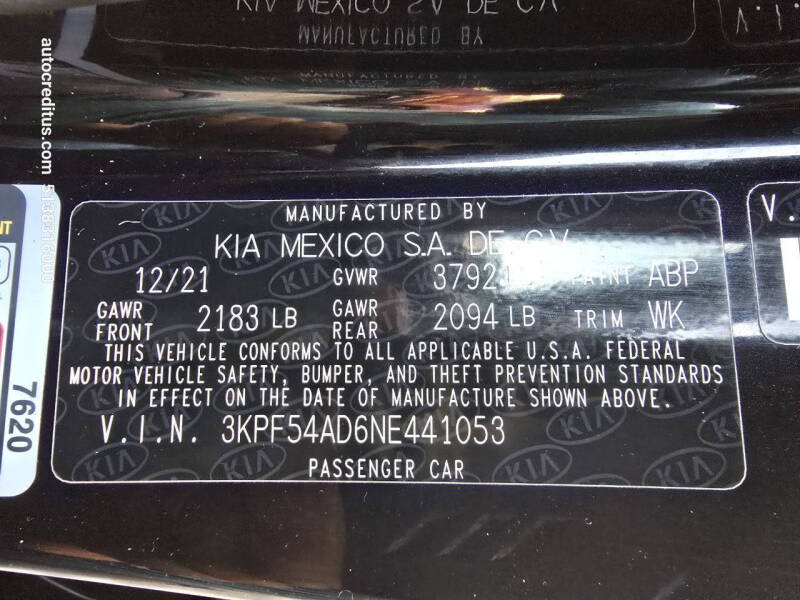 MANUFACTURED BY
KIA MEXICO S.A. DE C.V.
12/21 GVWR 3792 PAINT ABP
GAWR FRONT 2183 LB GAWR REAR 2094 LB TRIM WK
THIS VEHICLE CONFORMS TO ALL APPLICABLE U.S.A. FEDERAL
MOTOR VEHICLE SAFETY, BUMPER, AND THEFT PREVENTION STANDARDS
IN EFFECT ON THE DATE OF MANUFACTURE SHOWN ABOVE.
V.I.N. 3KPF54AD6NE441053
PASSENGER CAR
7620
autocreditus.com